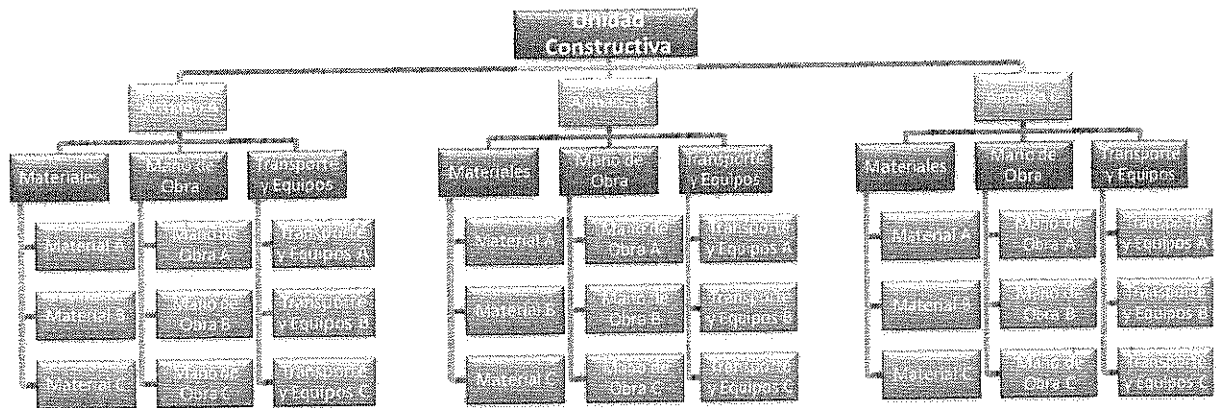 Unidad
Constructiva
Materiales
Mano de
Obra
Transporte
y Equipos
Material A
Mano de
Obra A
Transporte
y Equipos A
Material B
Mano de
Obra B
Transporte
y Equipos B
Material C
Mano de
Obra C
Transporte
y Equipos C
Materiales
Mano de
Obra
Transporte
y Equipos
Material A
Mano de
Obra A
Transporte
y Equipos A
Material B
Mano de
Obra B
Transporte
y Equipos B
Material C
Mano de
Obra C
Transporte
y Equipos C
Materiales
Mano de
Obra
Transporte
y Equipos
Material A
Mano de
Obra A
Transporte
y Equipos A
Material B
Mano de
Obra B
Transporte
y Equipos B
Material C
Mano de
Obra C
Transporte
y Equipos C